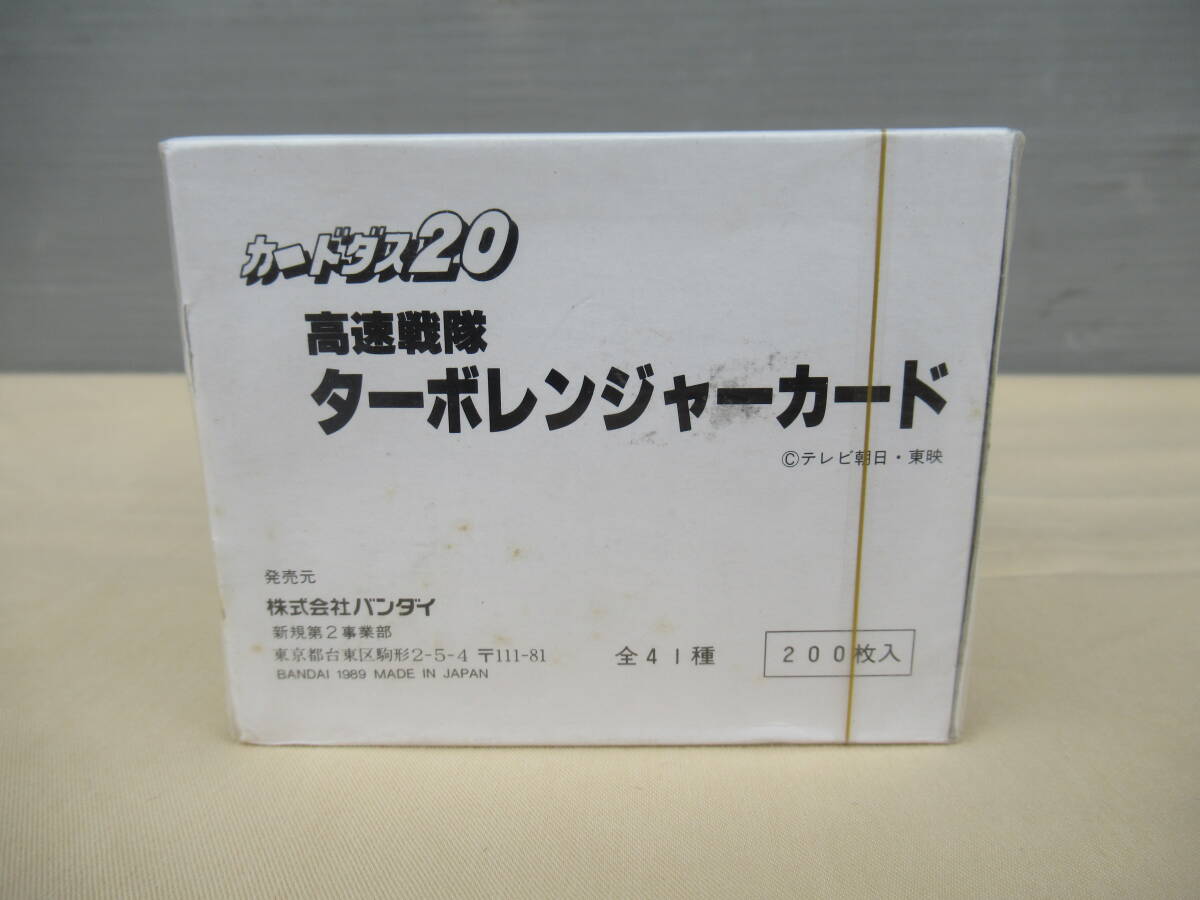 カードダス20
高速戦隊
ターボレンジャーカード
©テレビ朝日・東映
発売元
株式会社バンダイ
新規第2事業部
東京都台東区駒形2-5-4 〒111-81
BANDAI 1989 MADE IN JAPAN
全41種
200枚入